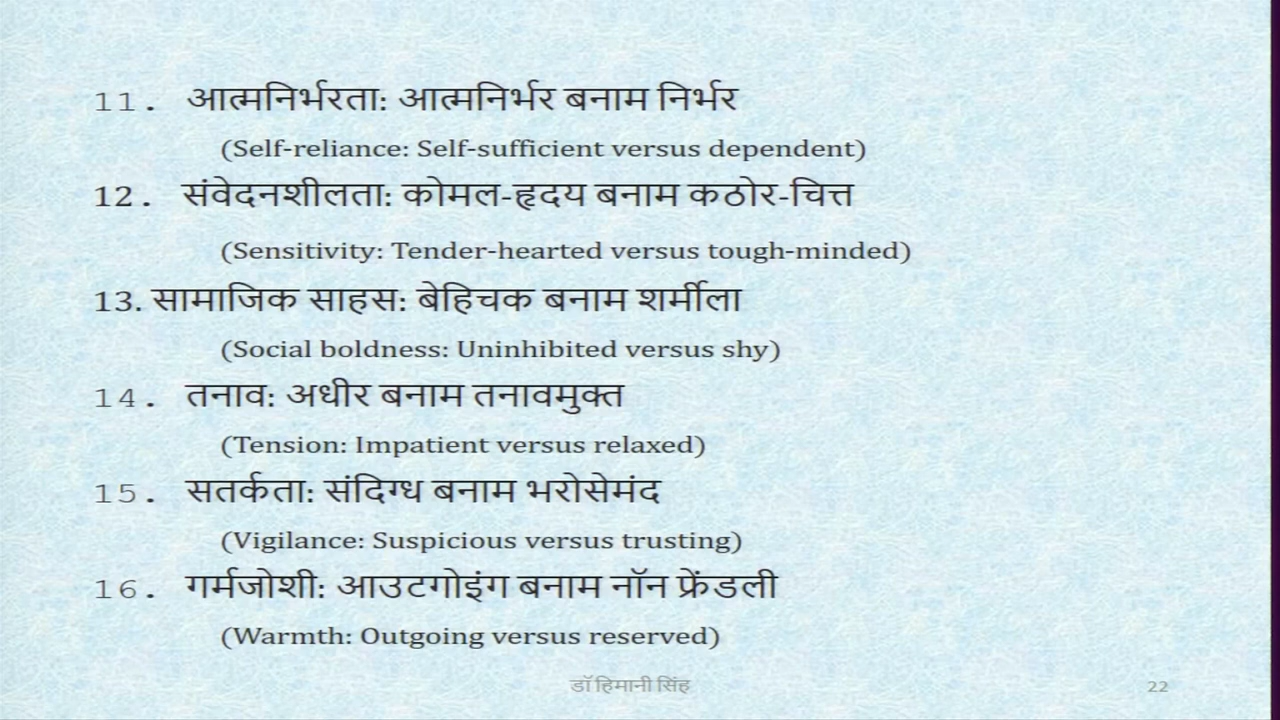 11. आत्मनिर्भरता: आत्मनिर्भर बनाम निर्भर
(Self-reliance: Self-sufficient versus dependent)
12. संवेदनशीलता: कोमल-हृदय बनाम कठोर-चित्त
(Sensitivity: Tender-hearted versus tough-minded)
13. सामाजिक साहस: बेहिचक बनाम शर्मीला
(Social boldness: Uninhibited versus shy)
14. तनाव: अधीर बनाम तनावमुक्त
(Tension: Impatient versus relaxed)
15. सतर्कता: संदिग्ध बनाम भरोसेमंद
(Vigilance: Suspicious versus trusting)
16. गर्मजोशी: आउटगोइंग बनाम नॉन फ्रेंडली
(Warmth: Outgoing versus reserved)
डॉ हिमानी सिंह 22